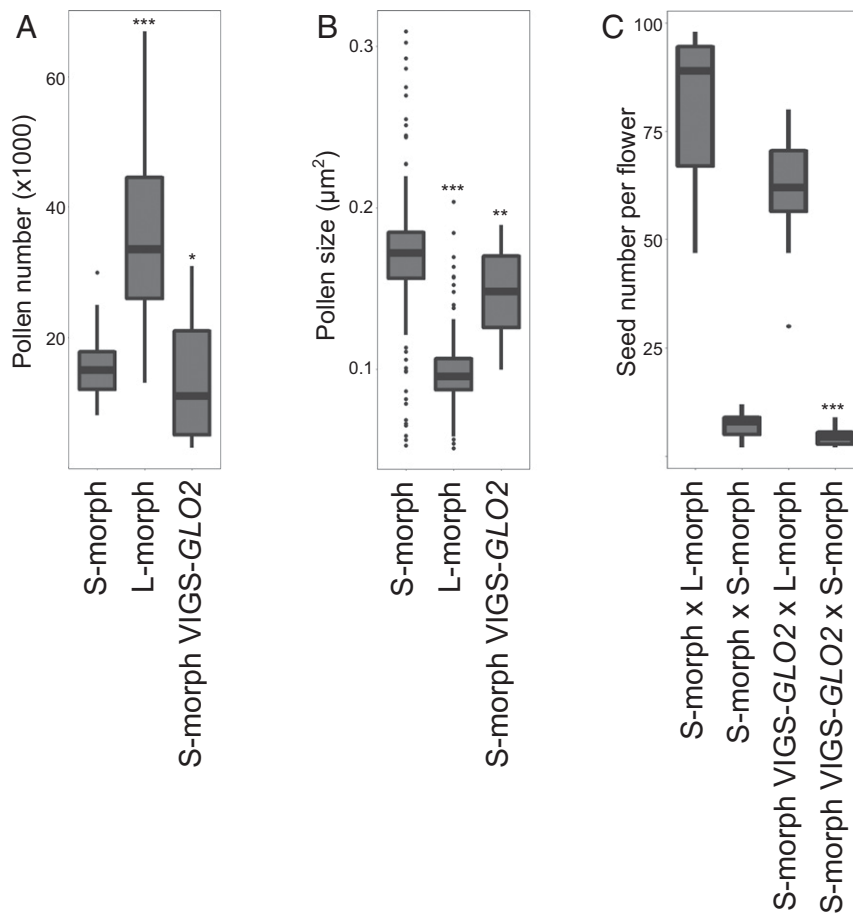 A
Pollen number (x1000)
60
40
20
***
*
S-morph
L-morph
S-morph VIGS-GLO2
B
Pollen size (µm²)
0.3
0.2
0.1
***
**
S-morph
L-morph
S-morph VIGS-GLO2
C
Seed number per flower
100
75
50
25
***
S-morph x L-morph
S-morph x S-morph
S-morph VIGS-GLO2 x L-morph
S-morph VIGS-GLO2 x S-morph